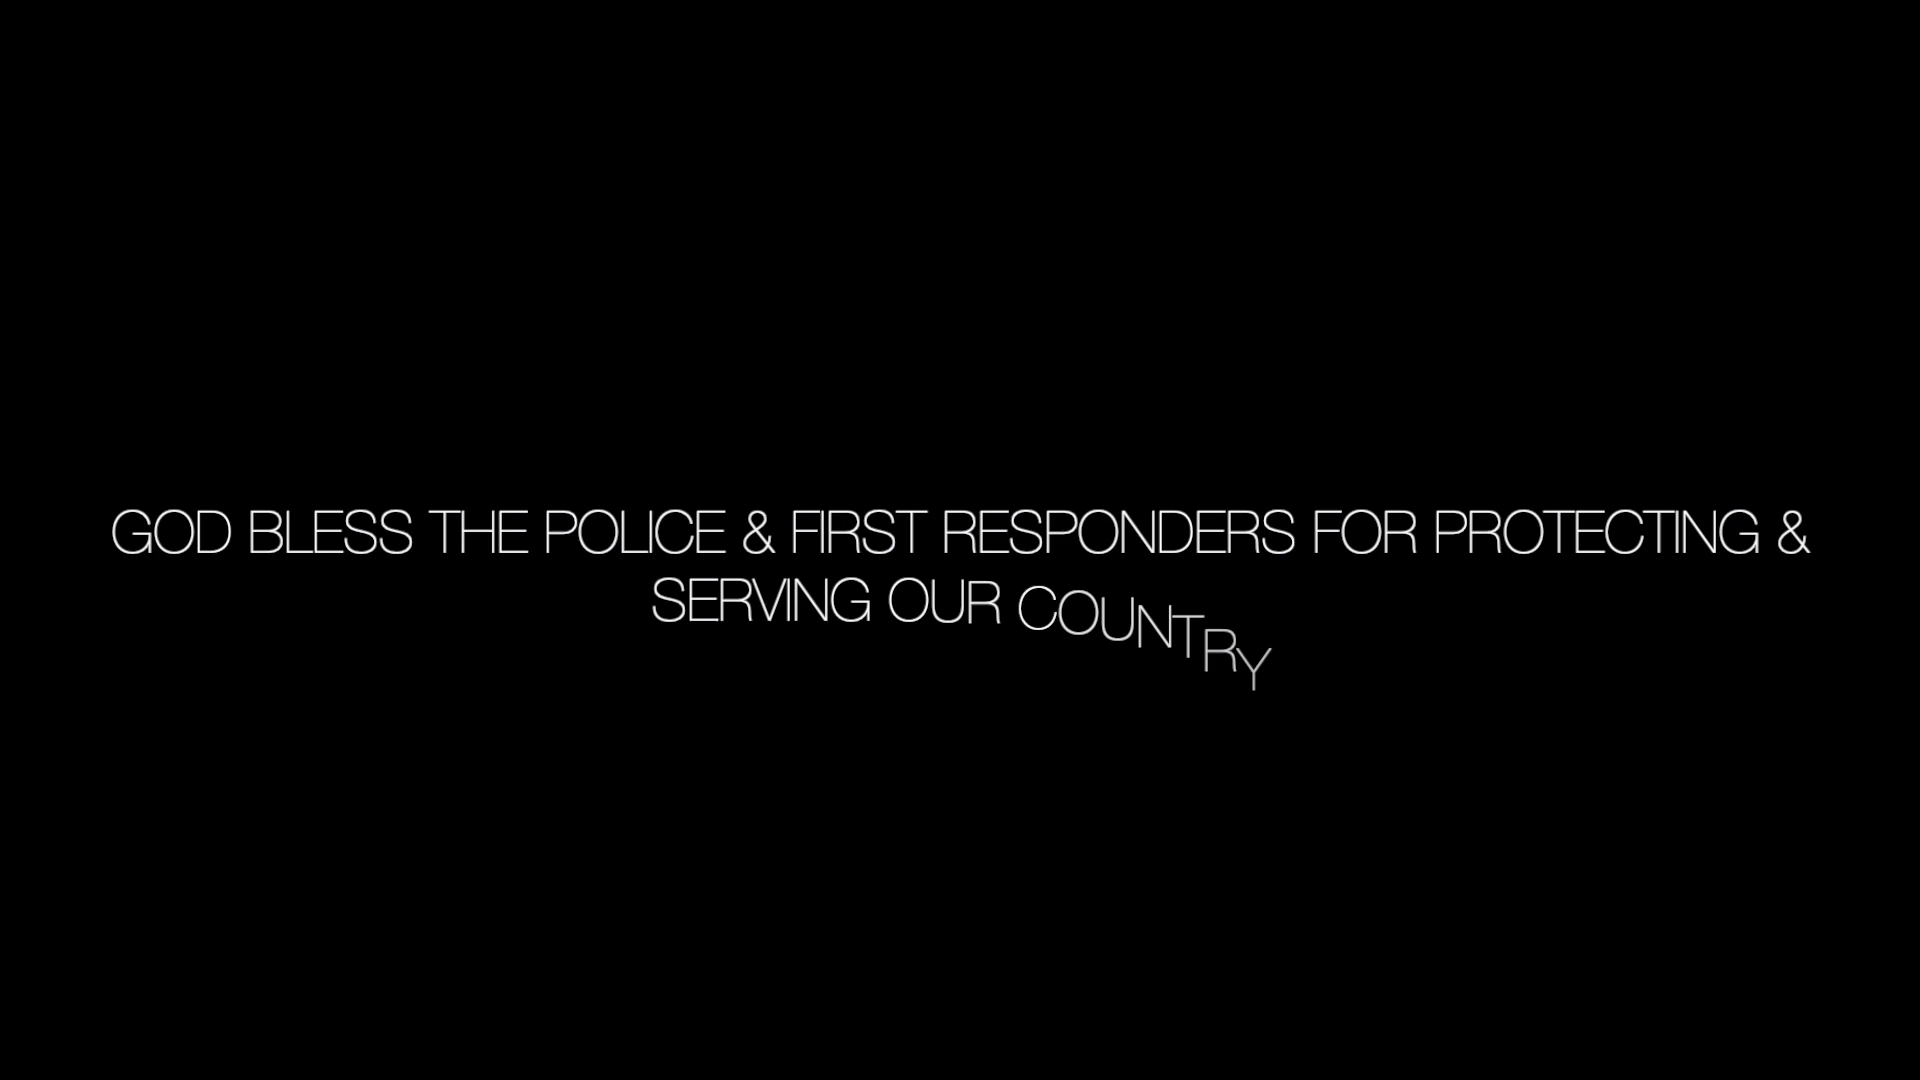 GOD BLESS THE POLICE & FIRST RESPONDERS FOR PROTECTING &
SERVING OUR COUNTRY